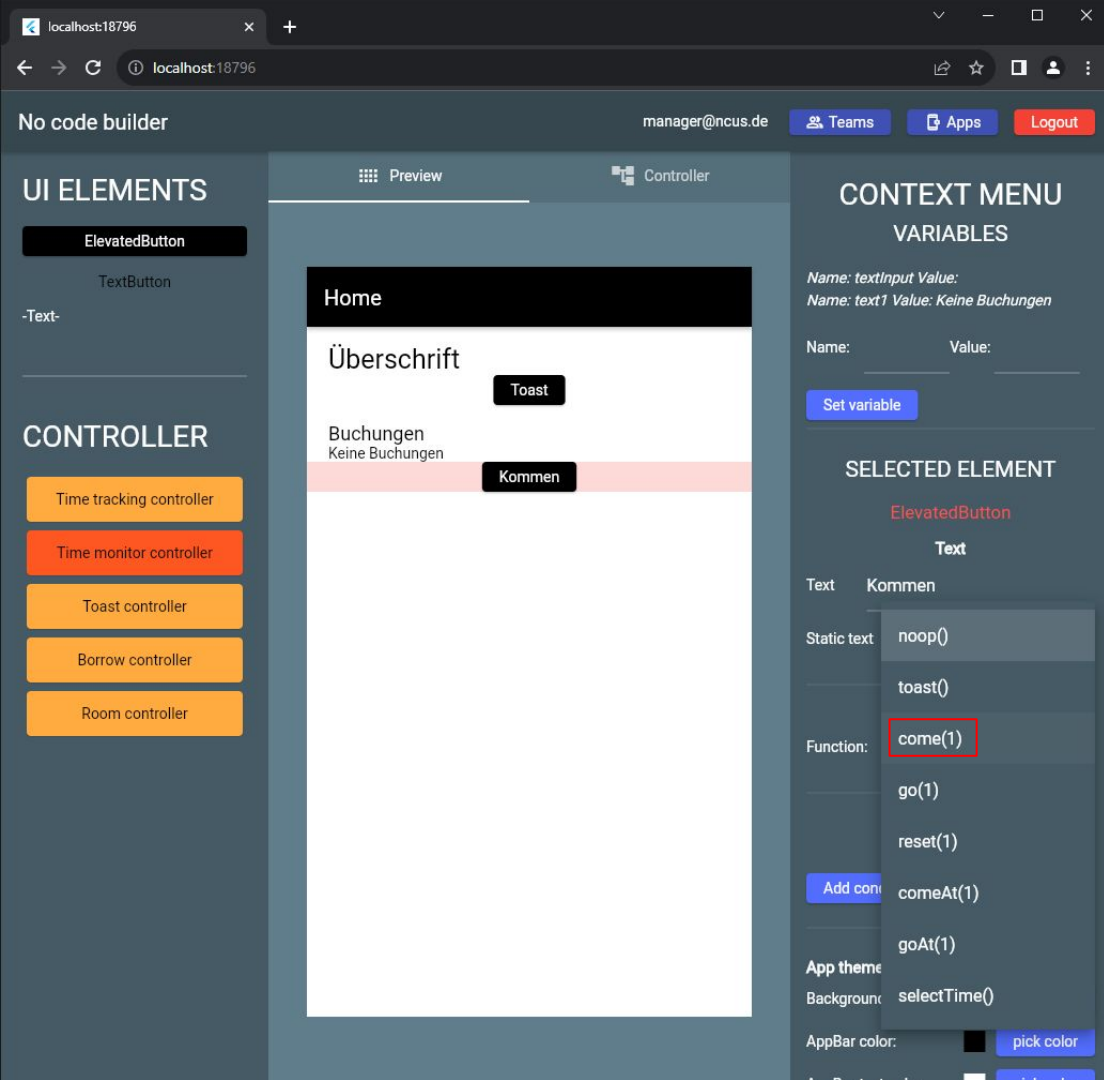 localhost:18796
localhost:18796
No code builder
manager@ncus.de
Teams
Apps
Logout
UI ELEMENTS
ElevatedButton
TextButton
-Text-
CONTROLLER
Time tracking controller
Time monitor controller
Toast controller
Borrow controller
Room controller
Preview
Controller
Home
Überschrift
Toast
Buchungen
Keine Buchungen
Kommen
CONTEXT MENU
VARIABLES
Name: textInput Value:
Name: text1 Value: Keine Buchungen
Name:
Value:
Set variable
SELECTED ELEMENT
ElevatedButton
Text
Text
Kommen
Static text
noop()
toast()
Function:
come(1)
go(1)
reset(1)
Add con
comeAt(1)
goAt(1)
App theme
Background
selectTime()
AppBar color:
pick color